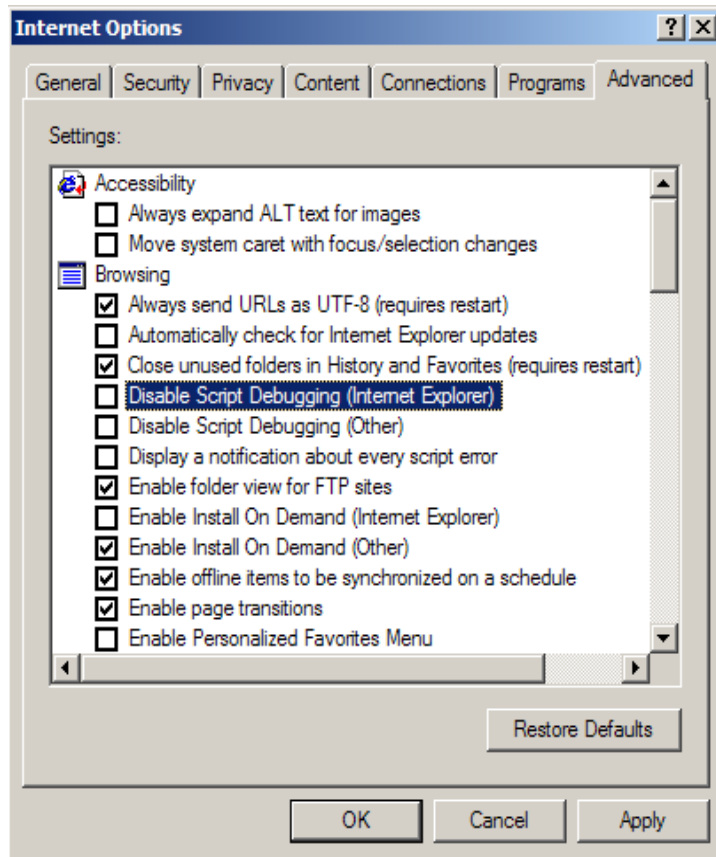 Internet Options
General Security Privacy Content Connections Programs Advanced
Settings:
Accessibility
Always expand ALT text for images
Move system caret with focus/selection changes
Browsing
Always send URLs as UTF-8 (requires restart)
Automatically check for Internet Explorer updates
Close unused folders in History and Favorites (requires restart)
Disable Script Debugging (Internet Explorer)
Disable Script Debugging (Other)
Display a notification about every script error
Enable folder view for FTP sites
Enable Install On Demand (Internet Explorer)
Enable Install On Demand (Other)
Enable offline items to be synchronized on a schedule
Enable page transitions
Enable Personalized Favorites Menu
Restore Defaults
OK Cancel Apply